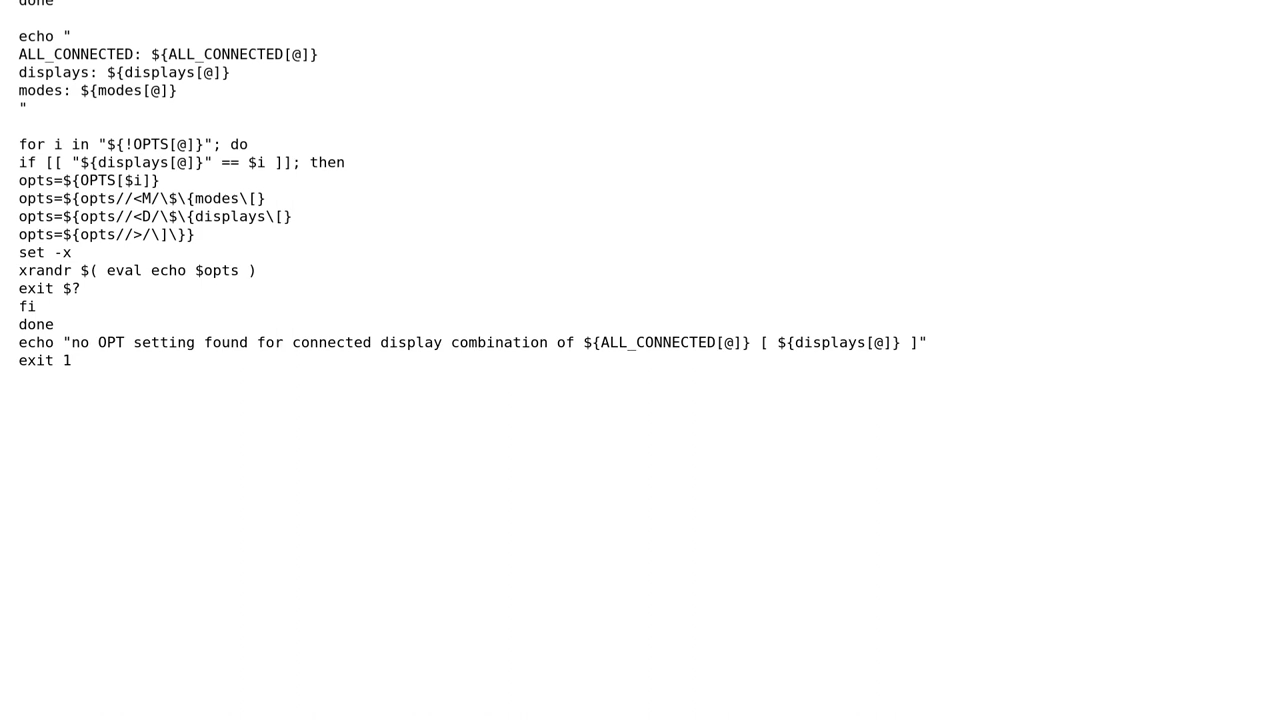 done
echo "
ALL_CONNECTED: ${ALL_CONNECTED[@]}
displays: ${displays[@]}
modes: ${modes[@]}
"
for i in "${!OPTS[@]}"; do
if [[ "${displays[@]}" == $i ]]; then
opts=${OPTS[$i]}
opts=${opts//<M/\$\{modes\[}
opts=${opts//<D/\$\{displays\[}
opts=${opts//>/\]\}}
set -x
xrandr $( eval echo $opts )
exit $?
fi
done
echo "no OPT setting found for connected display combination of ${ALL_CONNECTED[@]} [ ${displays[@]} ]"
exit 1